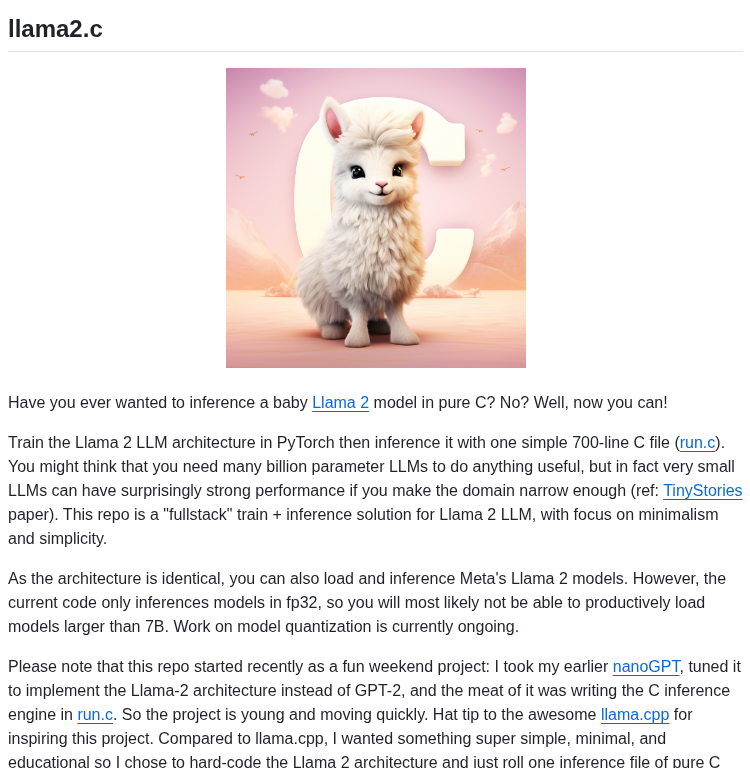 llama2.c
C
Have you ever wanted to inference a baby Llama 2 model in pure C? No? Well, now you can!
Train the Llama 2 LLM architecture in PyTorch then inference it with one simple 700-line C file (run.c).
You might think that you need many billion parameter LLMs to do anything useful, but in fact very small
LLMs can have surprisingly strong performance if you make the domain narrow enough (ref: TinyStories
paper). This repo is a "fullstack" train + inference solution for Llama 2 LLM, with focus on minimalism
and simplicity.
As the architecture is identical, you can also load and inference Meta's Llama 2 models. However, the
current code only inferences models in fp32, so you will most likely not be able to productively load
models larger than 7B. Work on model quantization is currently ongoing.
Please note that this repo started recently as a fun weekend project: I took my earlier nanoGPT, tuned it
to implement the Llama-2 architecture instead of GPT-2, and the meat of it was writing the C inference
engine in run.c. So the project is young and moving quickly. Hat tip to the awesome llama.cpp for
inspiring this project. Compared to llama.cpp, I wanted something super simple, minimal, and
educational so I chose to hard-code the Llama 2 architecture and just roll one inference file of pure C